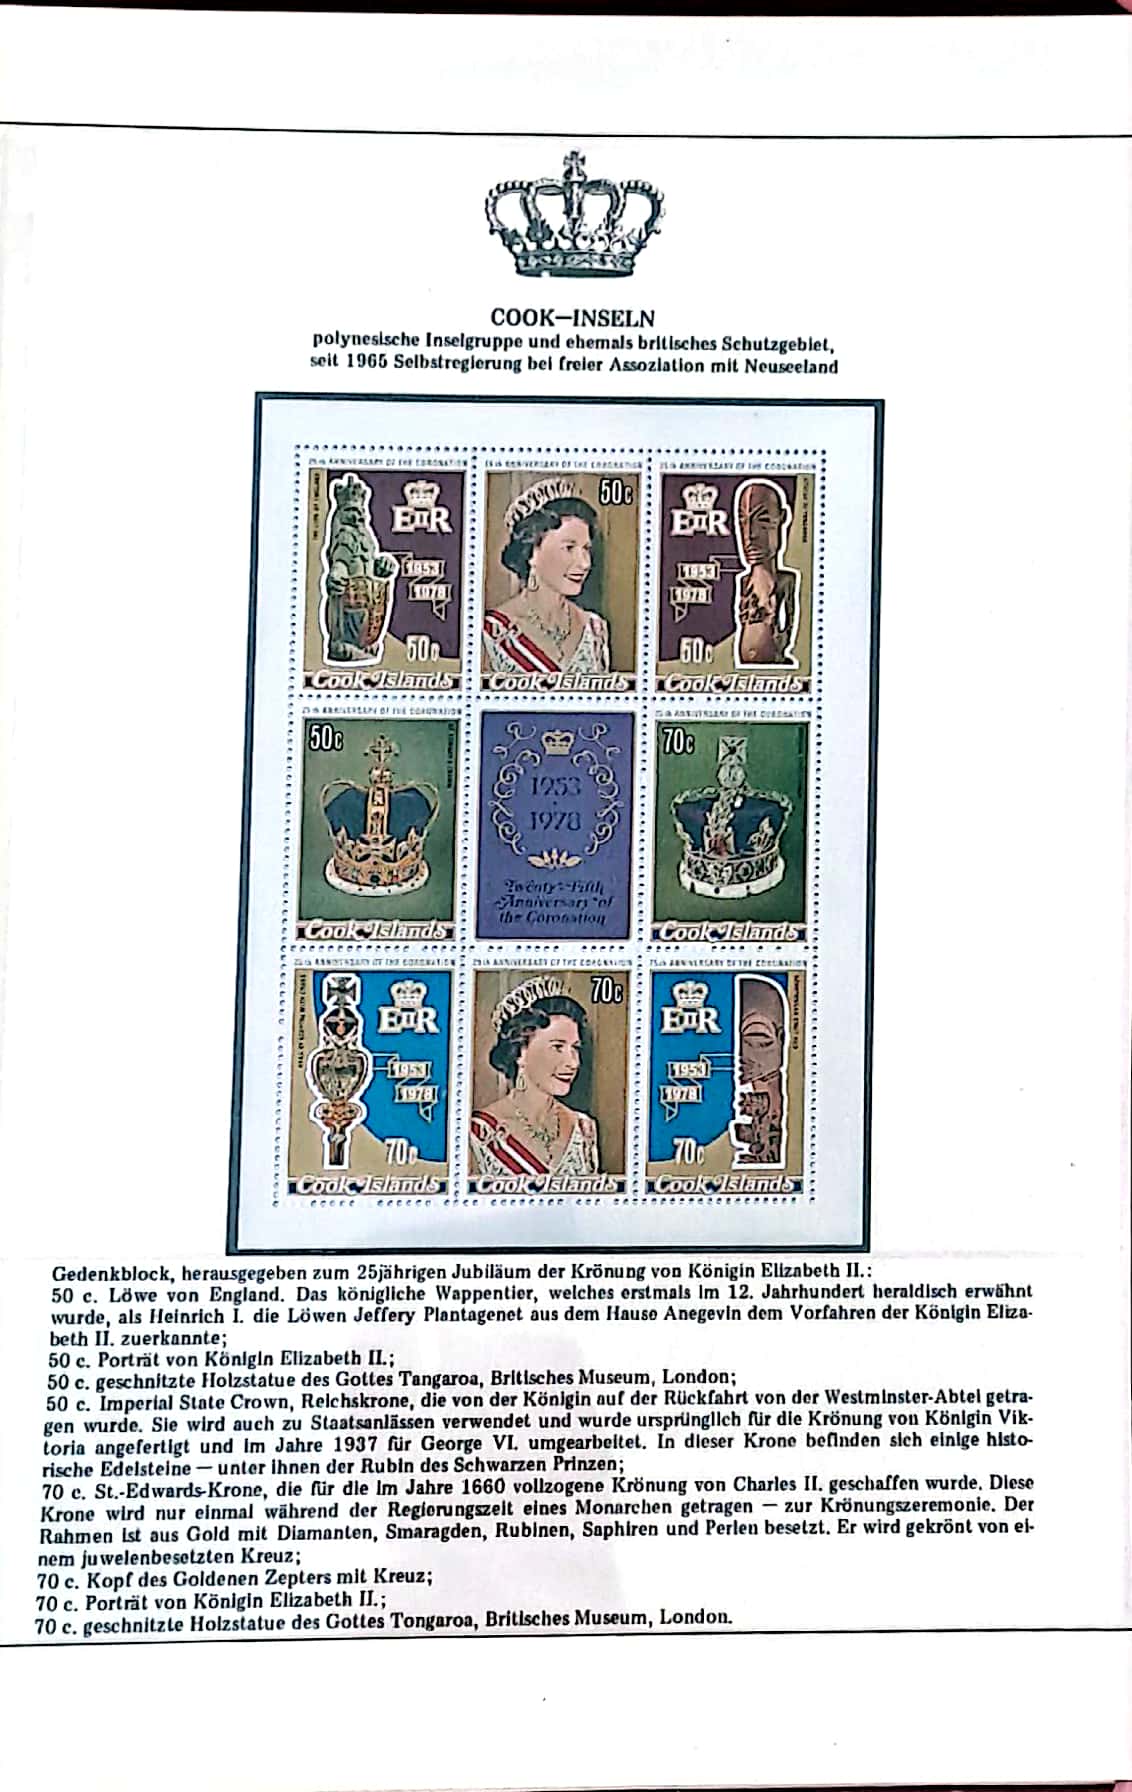 COOK—INSELN
polynesische Inselgruppe und ehemals britisches Schutzgebiet,
seit 1965 Selbstregierung bei freier Assoziation mit Neuseeland
25th ANNIVERSARY OF THE CORONATION
25th ANNIVERSARY OF THE CORONATION
25th ANNIVERSARY OF THE CORONATION
EIIR
1953
1978
50c
Cook Islands
50c
Cook Islands
EIIR
1953
1978
50c
Cook Islands
25th ANNIVERSARY OF THE CORONATION
25th ANNIVERSARY OF THE CORONATION
50c
Cook Islands
1953
1978
Twenty-Fifth
Anniversary of
the Coronation
70c
Cook Islands
25th ANNIVERSARY OF THE CORONATION
25th ANNIVERSARY OF THE CORONATION
25th ANNIVERSARY OF THE CORONATION
EIIR
1953
1978
70c
Cook Islands
70c
Cook Islands
EIIR
1953
1978
70c
Cook Islands
Gedenkblock, herausgegeben zum 25jährigen Jubiläum der Krönung von Königin Elizabeth II.:
50 c. Löwe von England. Das königliche Wappentier, welches erstmals im 12. Jahrhundert heraldisch erwähnt
wurde, als Heinrich I. die Löwen Jeffery Plantagenet aus dem Hause Anegevin dem Vorfahren der Königin Eliza-
beth II. zuerkannte;
50 c. Porträt von Königin Elizabeth II.;
50 c. geschnitzte Holzstatue des Gottes Tangaroa, Britisches Museum, London;
50 c. Imperial State Crown, Reichskrone, die von der Königin auf der Rückfahrt von der Westminster-Abtei getra-
gen wurde. Sie wird auch zu Staatsanlässen verwendet und wurde ursprünglich für die Krönung von Königin Vik-
toria angefertigt und im Jahre 1937 für George VI. umgearbeitet. In dieser Krone befinden sich einige histo-
rische Edelsteine — unter ihnen der Rubin des Schwarzen Prinzen;
70 c. St.-Edwards-Krone, die für die im Jahre 1660 vollzogene Krönung von Charles II. geschaffen wurde. Diese
Krone wird nur einmal während der Regierungszeit eines Monarchen getragen — zur Krönungszeremonie. Der
Rahmen ist aus Gold mit Diamanten, Smaragden, Rubinen, Saphiren und Perlen besetzt. Er wird gekrönt von ei-
nem juwelenbesetzten Kreuz;
70 c. Kopf des Goldenen Zepters mit Kreuz;
70 c. Porträt von Königin Elizabeth II.;
70 c. geschnitzte Holzstatue des Gottes Tongaroa, Britisches Museum, London.